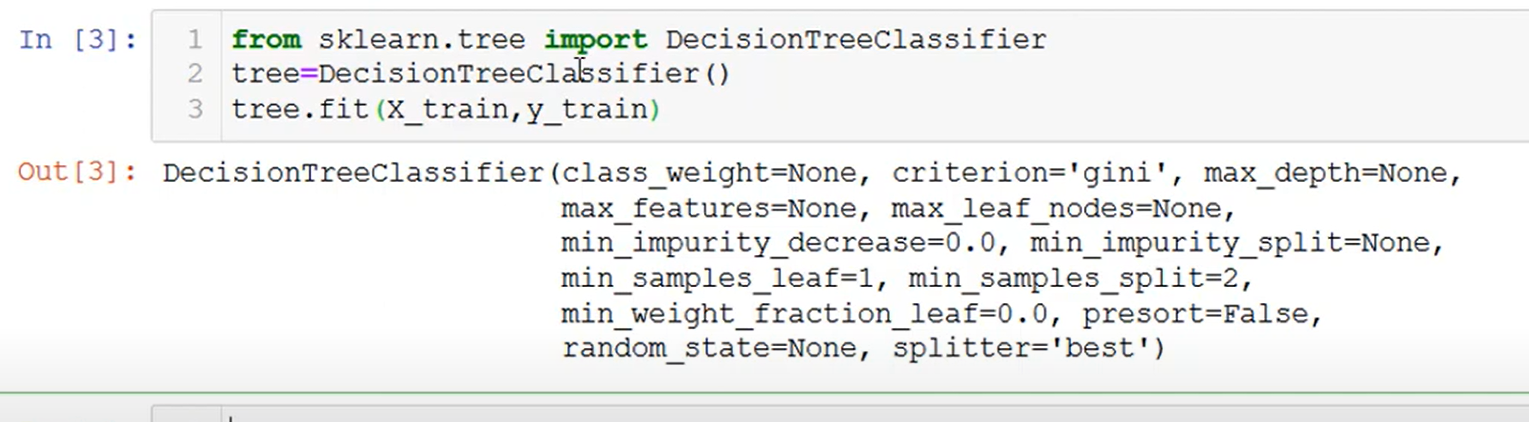 In [3]:
1 from sklearn.tree import DecisionTreeClassifier
2 tree=DecisionTreeClassifier()
3 tree.fit(X_train,y_train)
Out[3]: DecisionTreeClassifier(class_weight=None, criterion='gini', max_depth=None,
max_features=None, max_leaf_nodes=None,
min_impurity_decrease=0.0, min_impurity_split=None,
min_samples_leaf=1, min_samples_split=2,
min_weight_fraction_leaf=0.0, presort=False,
random_state=None, splitter='best')